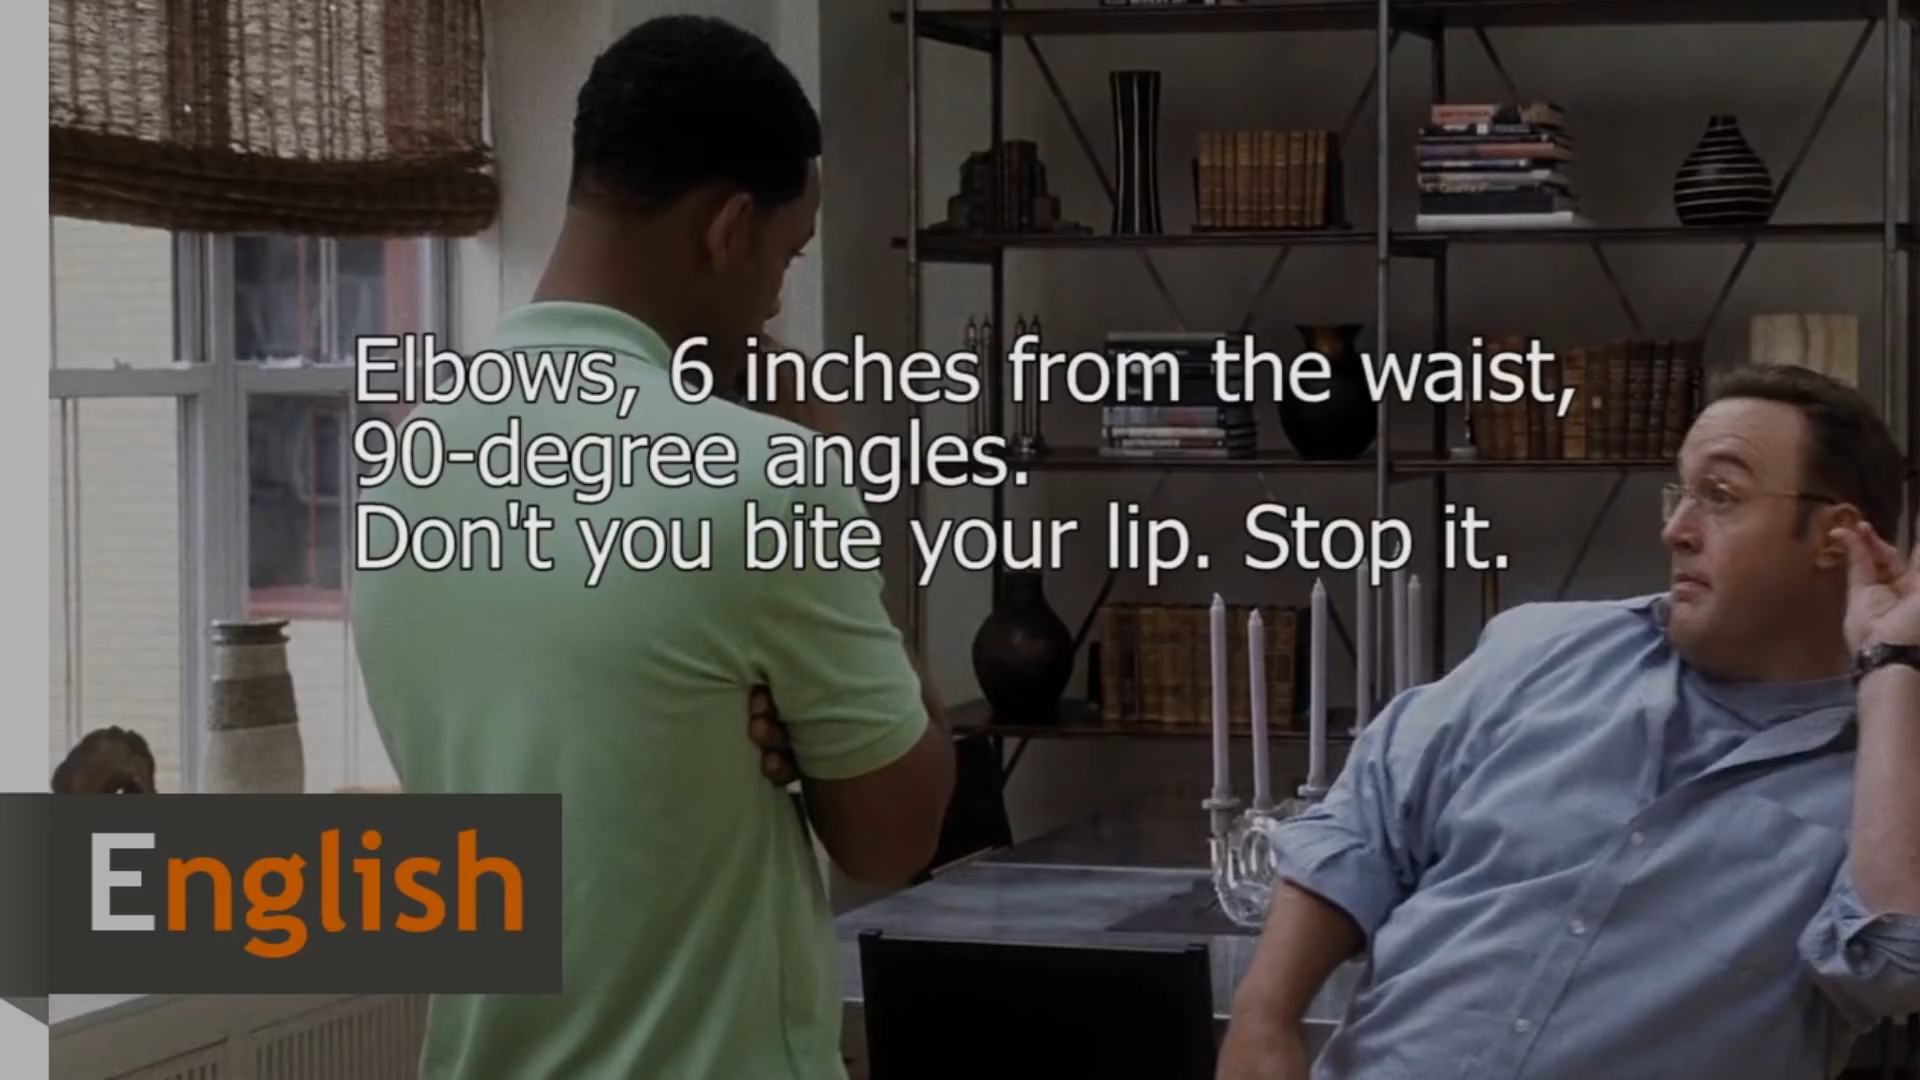 Elbows, 6 inches from the waist,
90-degree angles.
Don't you bite your lip. Stop it.
English